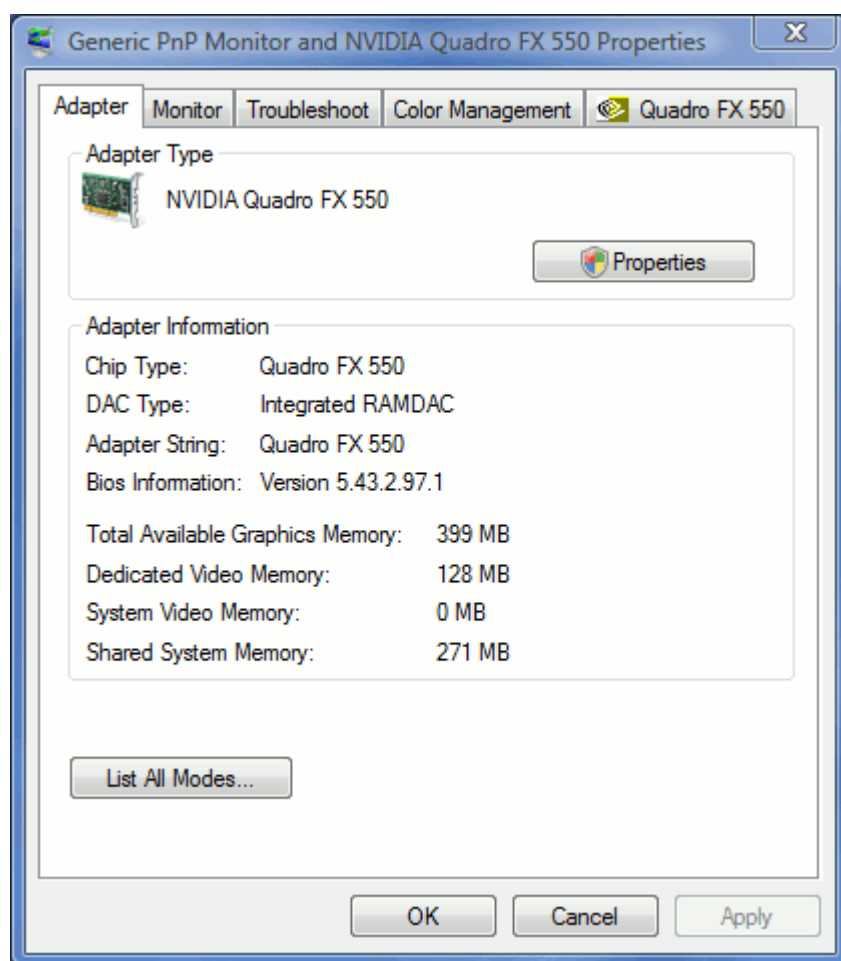 Generic PnP Monitor and NVIDIA Quadro FX 550 Properties
Adapter Monitor Troubleshoot Color Management Quadro FX 550
Adapter Type
NVIDIA Quadro FX 550
Properties
Adapter Information
Chip Type: Quadro FX 550
DAC Type: Integrated RAMDAC
Adapter String: Quadro FX 550
Bios Information: Version 5.43.2.97.1
Total Available Graphics Memory: 399 MB
Dedicated Video Memory: 128 MB
System Video Memory: 0 MB
Shared System Memory: 271 MB
List All Modes...
OK Cancel Apply